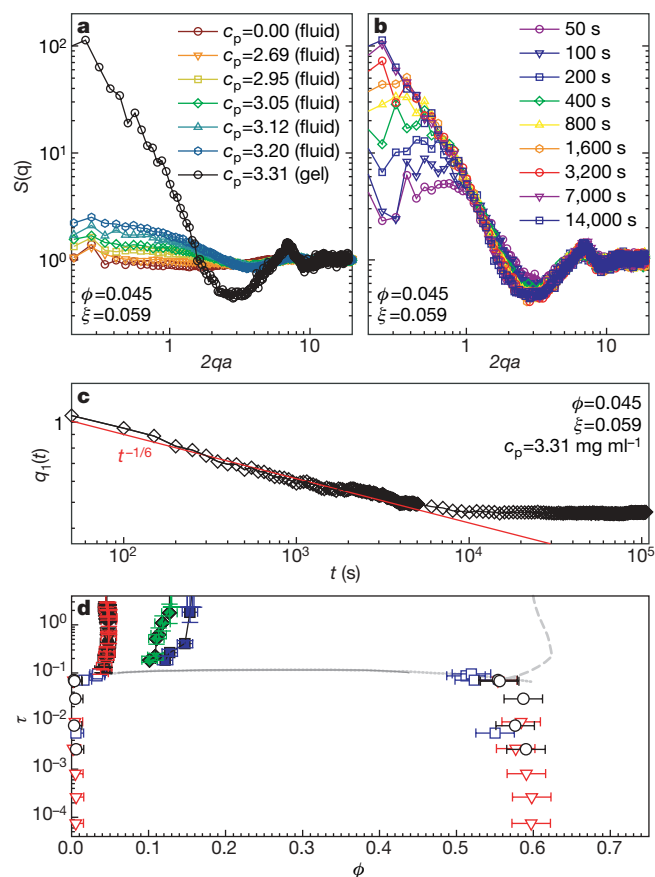 a
c_p=0.00 (fluid)
c_p=2.69 (fluid)
c_p=2.95 (fluid)
c_p=3.05 (fluid)
c_p=3.12 (fluid)
c_p=3.20 (fluid)
c_p=3.31 (gel)
ϕ=0.045
ξ=0.059
S(q)
10²
10¹
10⁰
1
10
2qa
b
50 s
100 s
200 s
400 s
800 s
1,600 s
3,200 s
7,000 s
14,000 s
ϕ=0.045
ξ=0.059
1
10
2qa
c
ϕ=0.045
ξ=0.059
c_p=3.31 mg ml⁻¹
t⁻¹/⁶
q₁(t)
1
10²
10³
10⁴
10⁵
t (s)
d
τ
10⁰
10⁻¹
10⁻²
10⁻³
10⁻⁴
0.0 0.1 0.2 0.3 0.4 0.5 0.6 0.7
ϕ